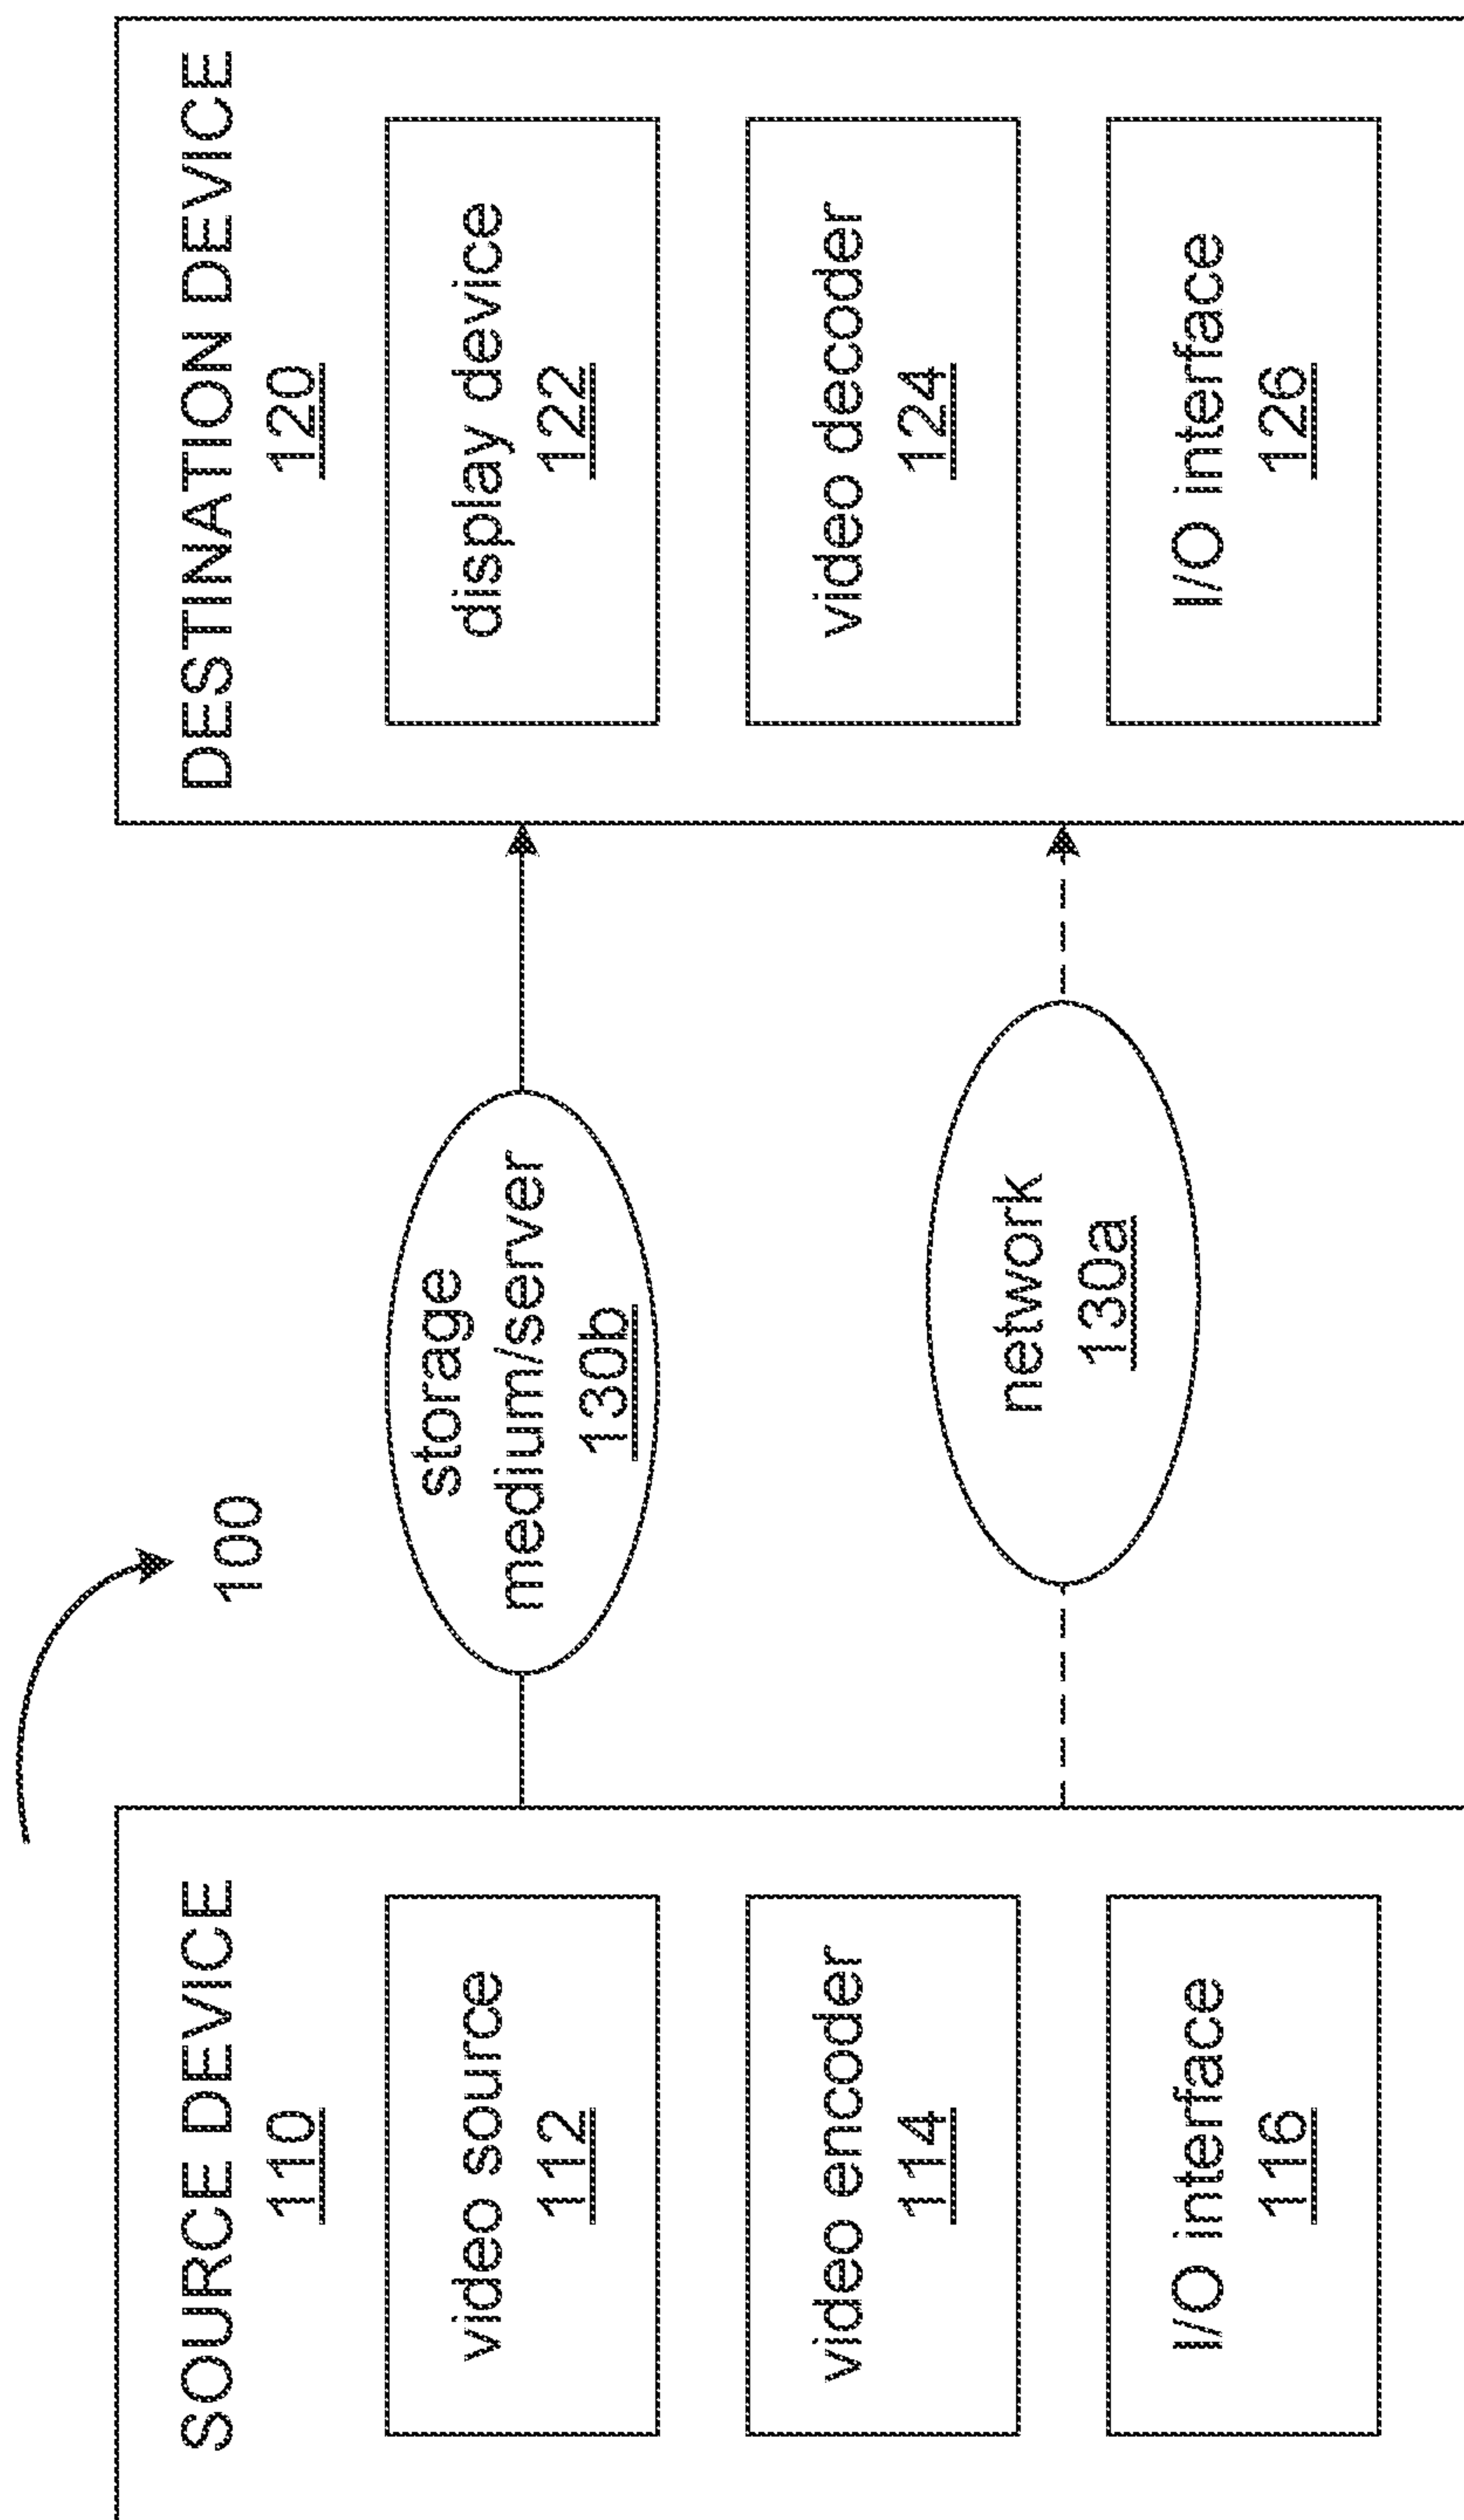 100
SOURCE DEVICE
110
video source
112
video encoder
114
I/O interface
116
storage
medium/server
130b
network
130a
DESTINATION DEVICE
120
display device
122
video decoder
124
I/O interface
126